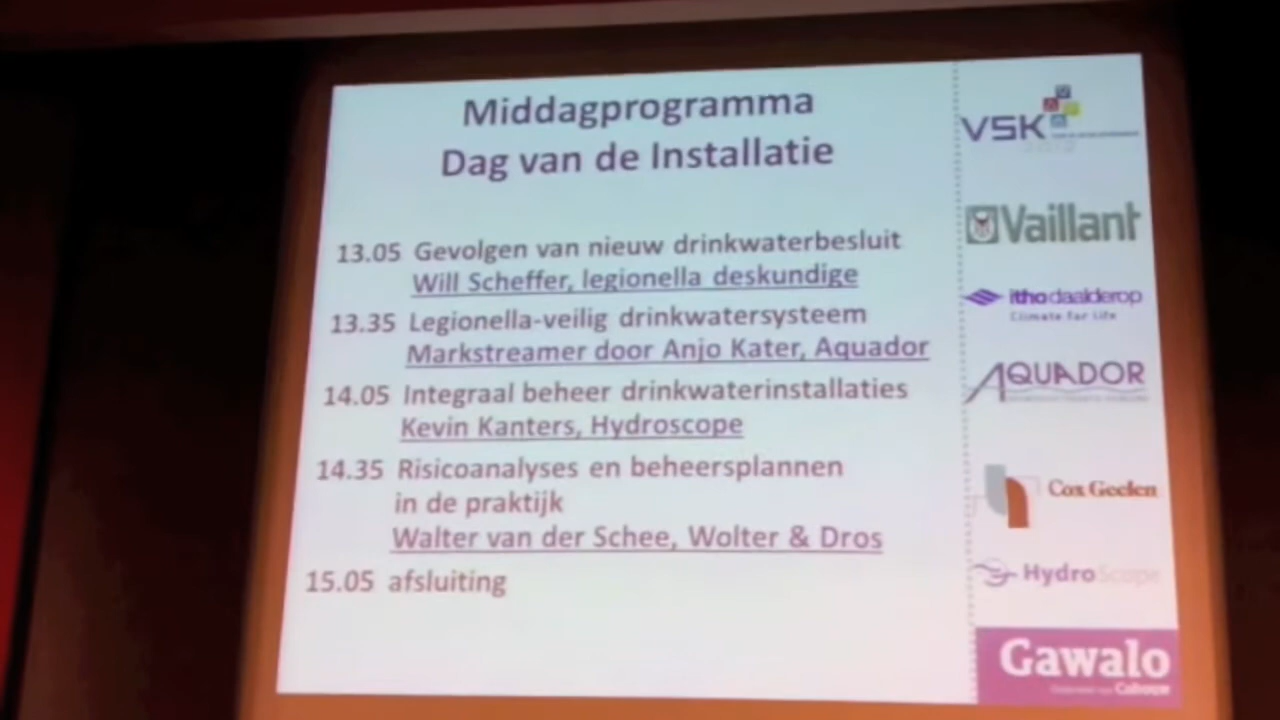 Middagprogramma
Dag van de Installatie
13.05 Gevolgen van nieuw drinkwaterbesluit
Will Scheffer, legionella deskundige
13.35 Legionella-veilig drinkwatersysteem
Markstreamer door Anjo Kater, Aquador
14.05 Integraal beheer drinkwaterinstallaties
Kevin Kanters, Hydroscope
14.35 Risicoanalyses en beheersplannen
in de praktijk
Walter van der Schee, Wolter & Dros
15.05 afsluiting
VSK
Vaillant
ithodaalderop
Climate for life
AQUADOR
Cox Geelen
HydroScope
Gawalo
Cobouw